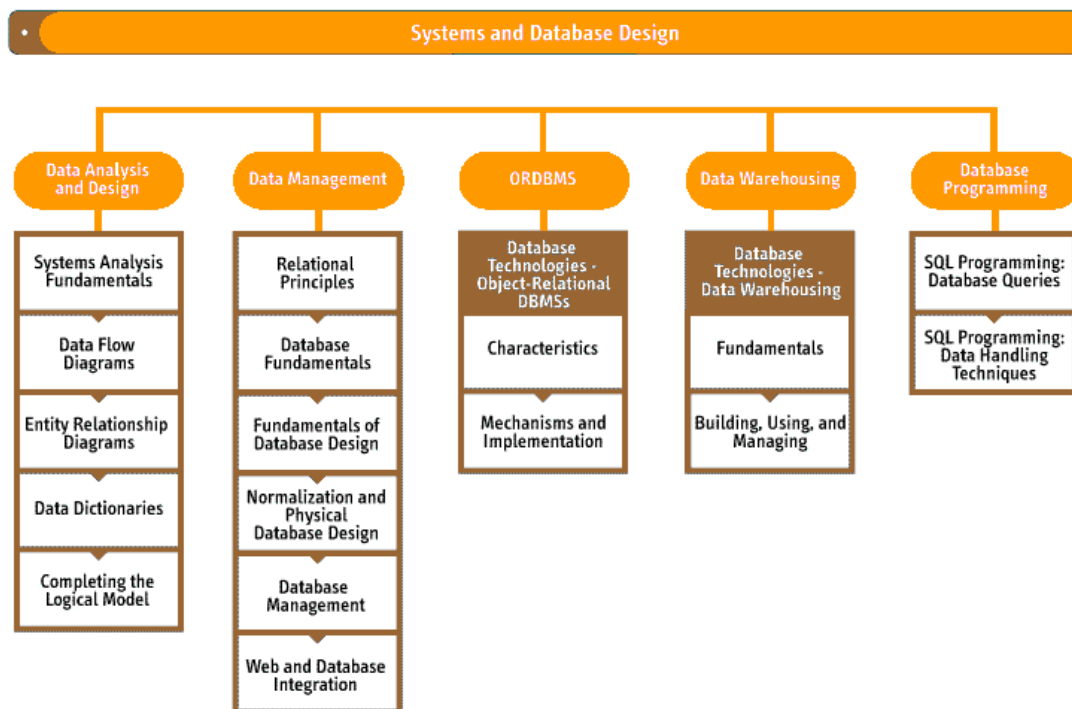 Systems and Database Design
Data Analysis
and Design
Data Management
ORDBMS
Data Warehousing
Database
Programming
Systems Analysis
Fundamentals
Data Flow
Diagrams
Entity Relationship
Diagrams
Data Dictionaries
Completing the
Logical Model
Relational
Principles
Database
Fundamentals
Fundamentals of
Database Design
Normalization and
Physical
Database Design
Database
Management
Web and Database
Integration
Database
Technologies -
Object-Relational
DBMSs
Characteristics
Mechanisms and
Implementation
Database
Technologies -
Data Warehousing
Fundamentals
Building, Using, and
Managing
SQL Programming:
Database Queries
SQL Programming:
Data Handling
Techniques